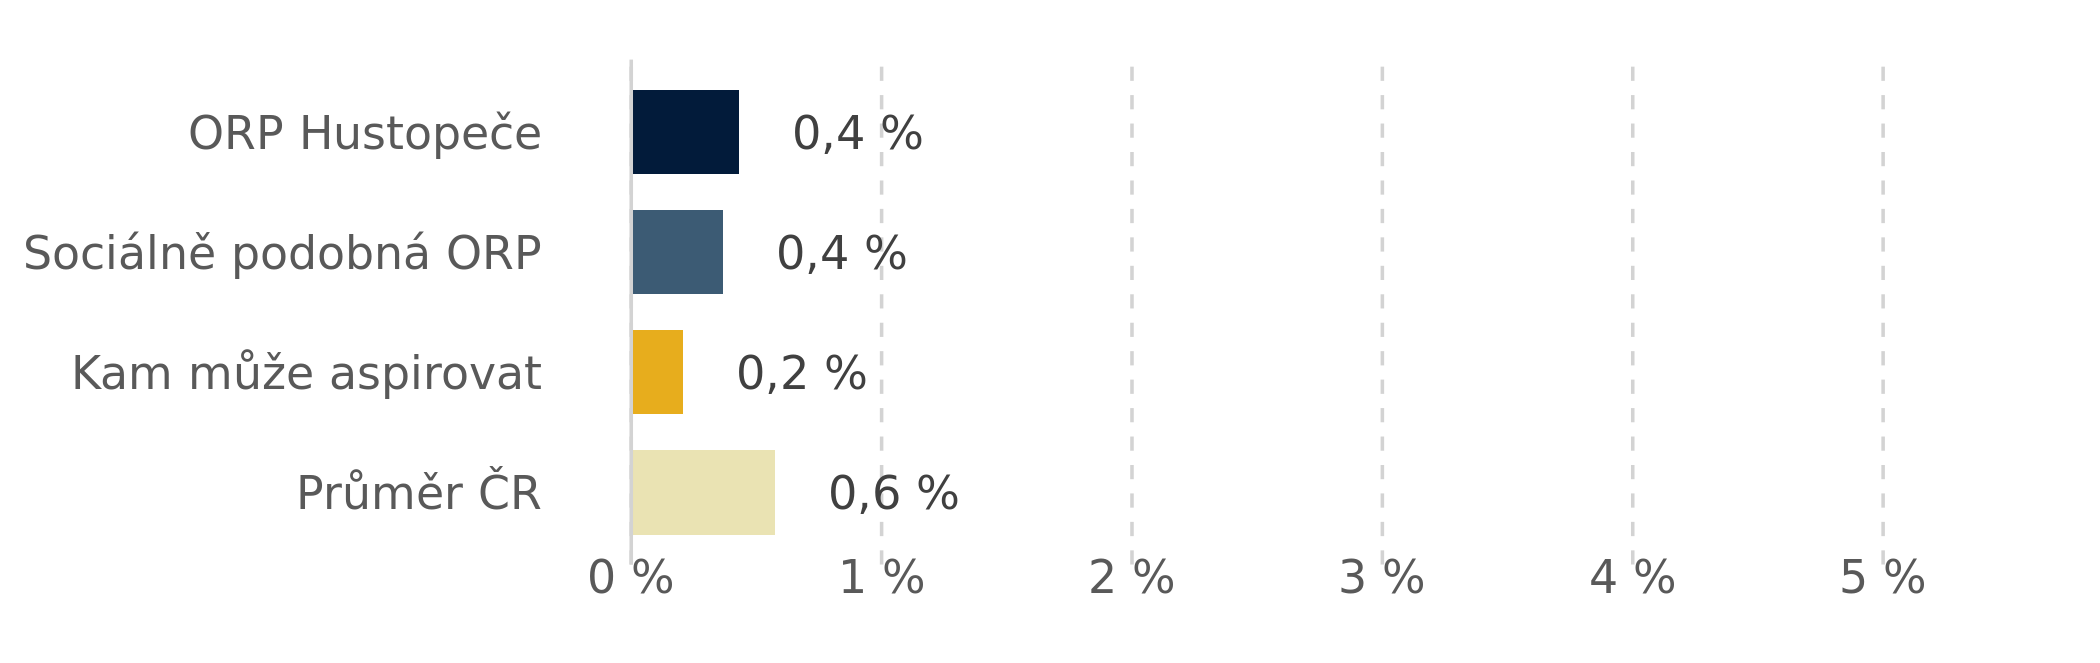 ORP Hustopeče 0,4 %
Sociálně podobná ORP 0,4 %
Kam může aspirovat 0,2 %
Průměr ČR 0,6 %
0 % 1 % 2 % 3 % 4 % 5 %